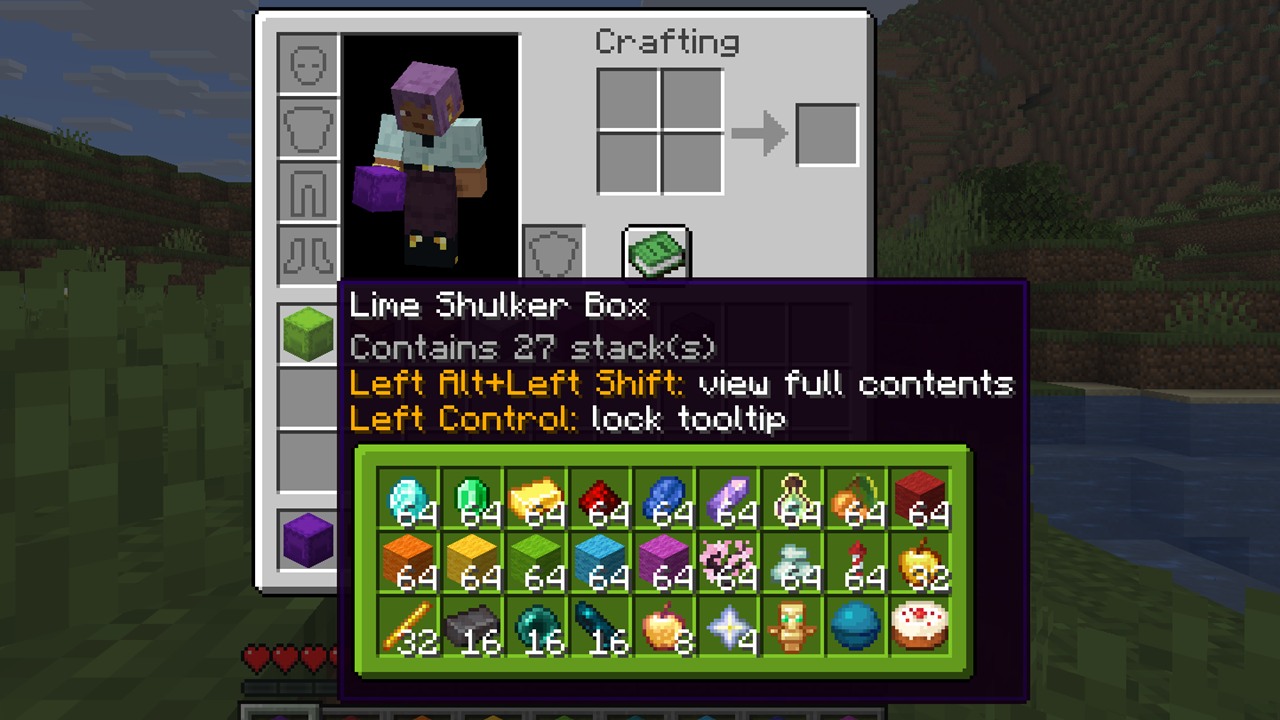 Crafting
Lime Shulker Box
Contains 27 stack(s)
Left Alt+Left Shift: view full contents
Left Control: lock tooltip
64 64 64 64 64 64 64 64 64
64 64 64 64 64 64 64 64 32
32 16 16 16 8 4